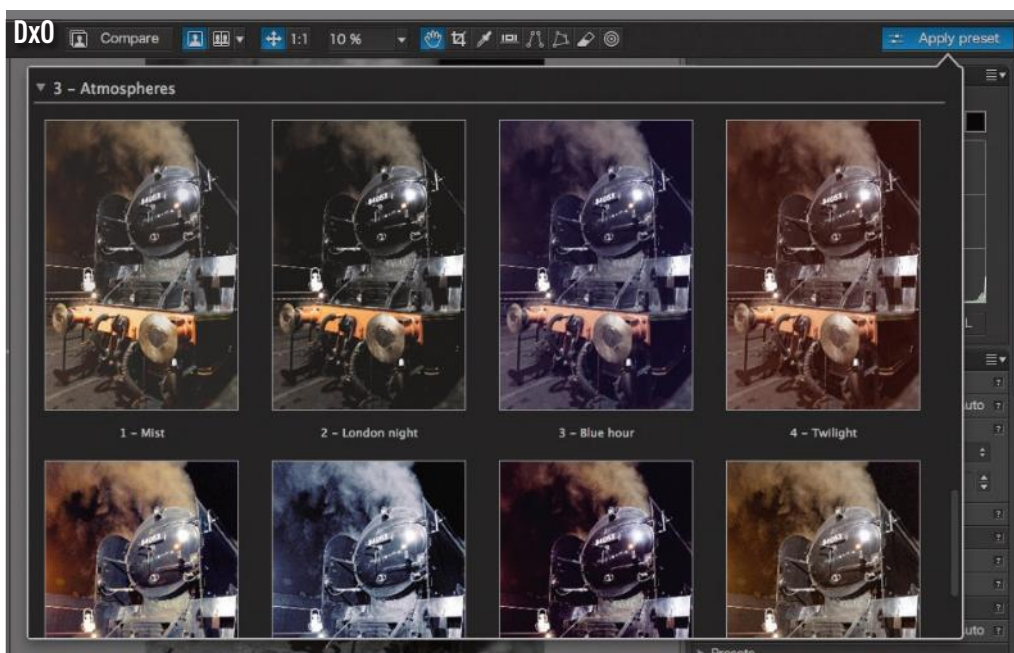 DxO
Compare
1:1
10 %
Apply preset
3 – Atmospheres
1 – Mist
2 – London night
3 – Blue hour
4 – Twilight
L
uto
uto